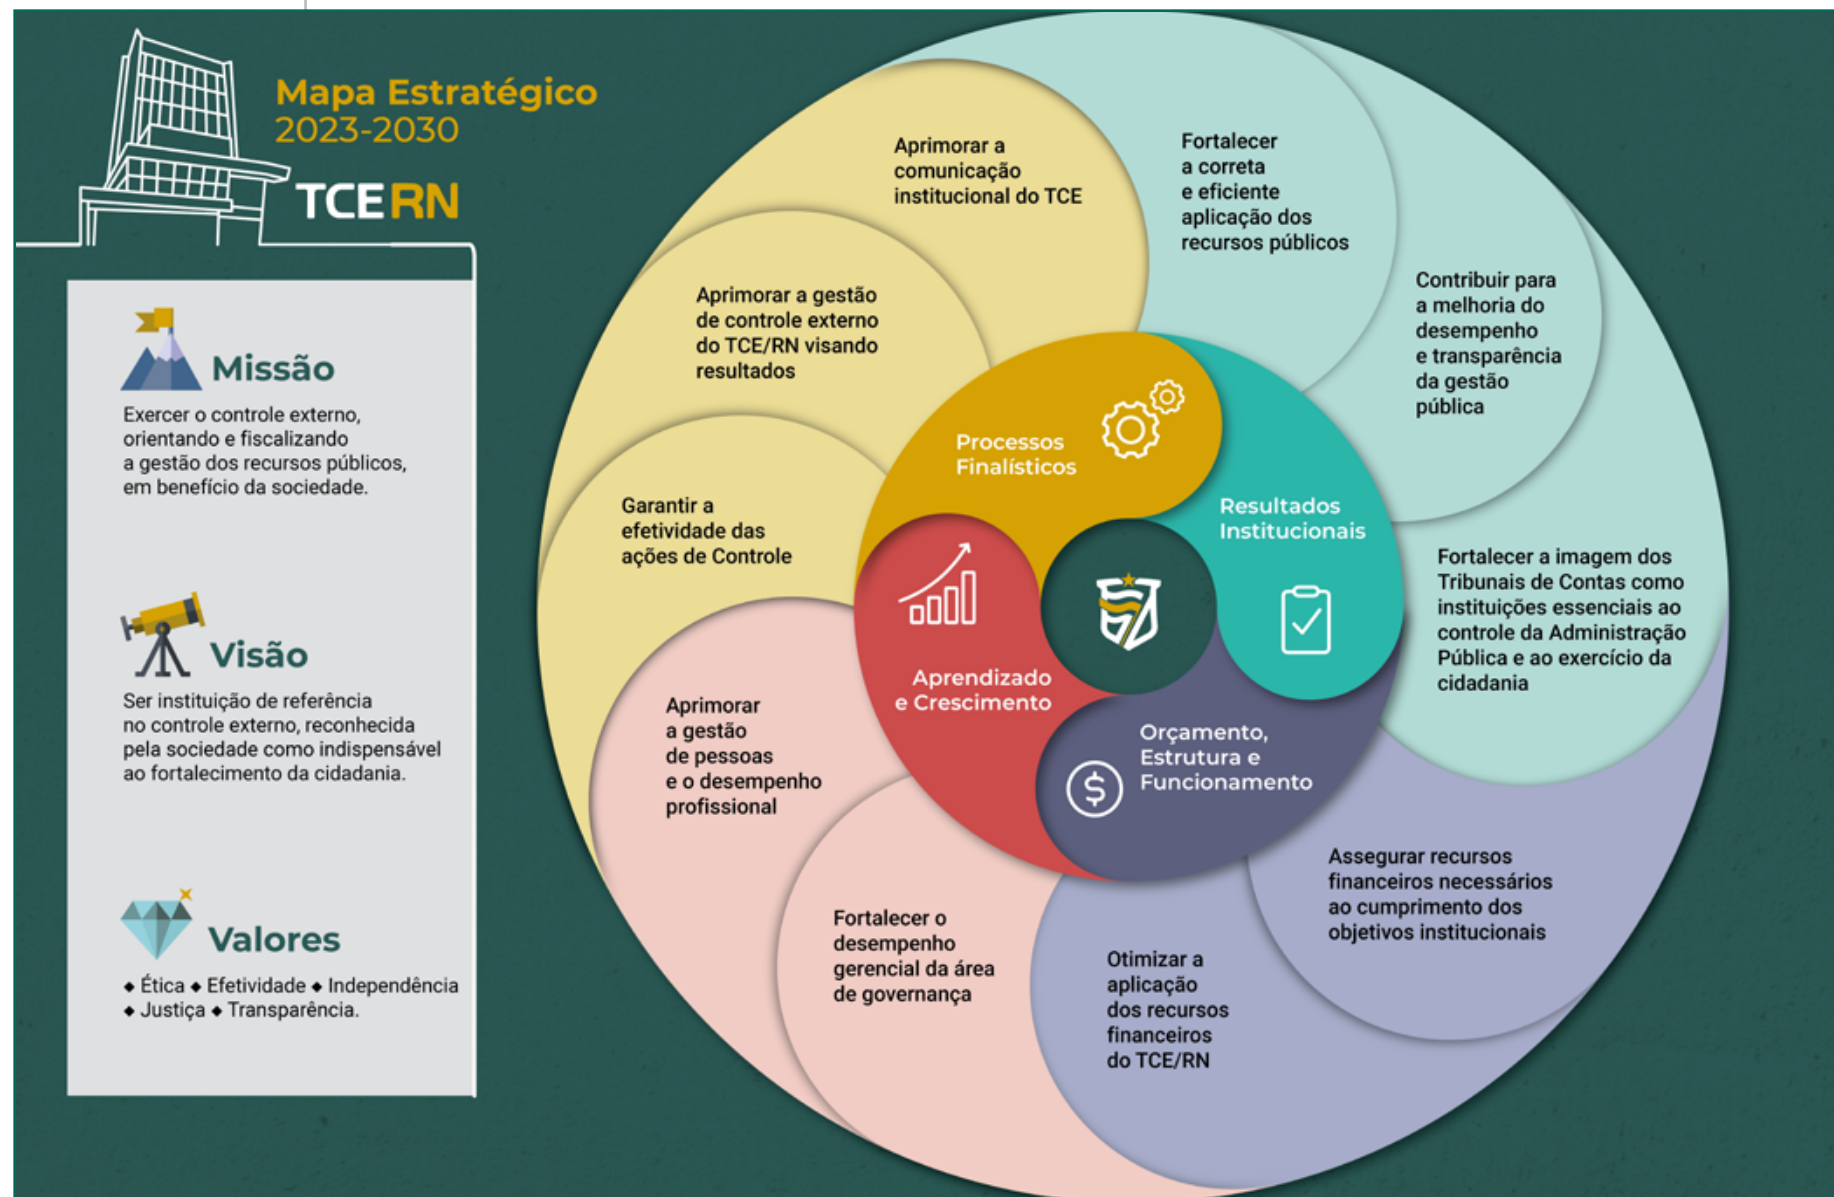 Mapa Estratégico
2023-2030
TCERN
Missão
Exercer o controle externo,
orientando e fiscalizando
a gestão dos recursos públicos,
em benefício da sociedade.
Visão
Ser instituição de referência
no controle externo, reconhecida
pela sociedade como indispensável
ao fortalecimento da cidadania.
Valores
◆ Ética ◆ Efetividade ◆ Independência
◆ Justiça ◆ Transparência.
Processos
Finalísticos
Aprimorar a
comunicação
institucional do TCE
Aprimorar a gestão
de controle externo
do TCE/RN visando
resultados
Garantir a
efetividade das
ações de Controle
Resultados
Institucionais
Fortalecer
a correta
e eficiente
aplicação dos
recursos públicos
Contribuir para
a melhoria do
desempenho
e transparência
da gestão
pública
Fortalecer a imagem dos
Tribunais de Contas como
instituições essenciais ao
controle da Administração
Pública e ao exercício da
cidadania
Aprendizado
e Crescimento
Aprimorar
a gestão
de pessoas
e o desempenho
profissional
Fortalecer o
desempenho
gerencial da área
de governança
Orçamento,
Estrutura e
Funcionamento
$
Assegurar recursos
financeiros necessários
ao cumprimento dos
objetivos institucionais
Otimizar a
aplicação
dos recursos
financeiros
do TCE/RN